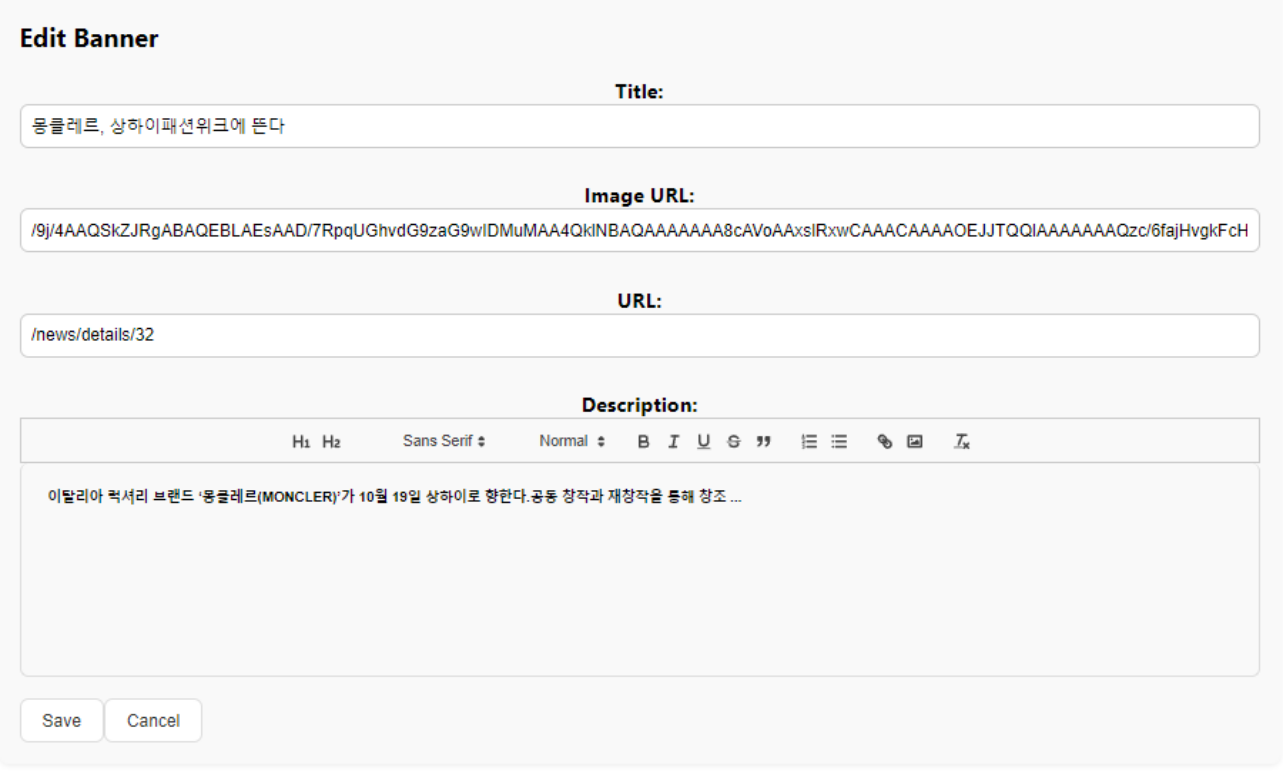 Edit Banner
Title:
몽클레르, 상하이패션위크에 뜬다
Image URL:
/9j/4AAQSkZJRgABAQEBLAEsAAD/7RpqUGhvdG9zaG9wIDMuMAA4QklNBAQAAAAAAA8cAVoAAxslRxwCAAACAAAAOEJJTQQlAAAAAAAQzc/6fajHvgkFcH
URL:
/news/details/32
Description:
H1 H2 Sans Serif Normal B I U S
이탈리아 럭셔리 브랜드 ‘몽클레르(MONCLER)’가 10월 19일 상하이로 향한다.공동 창작과 재창작을 통해 창조 ...
Save Cancel